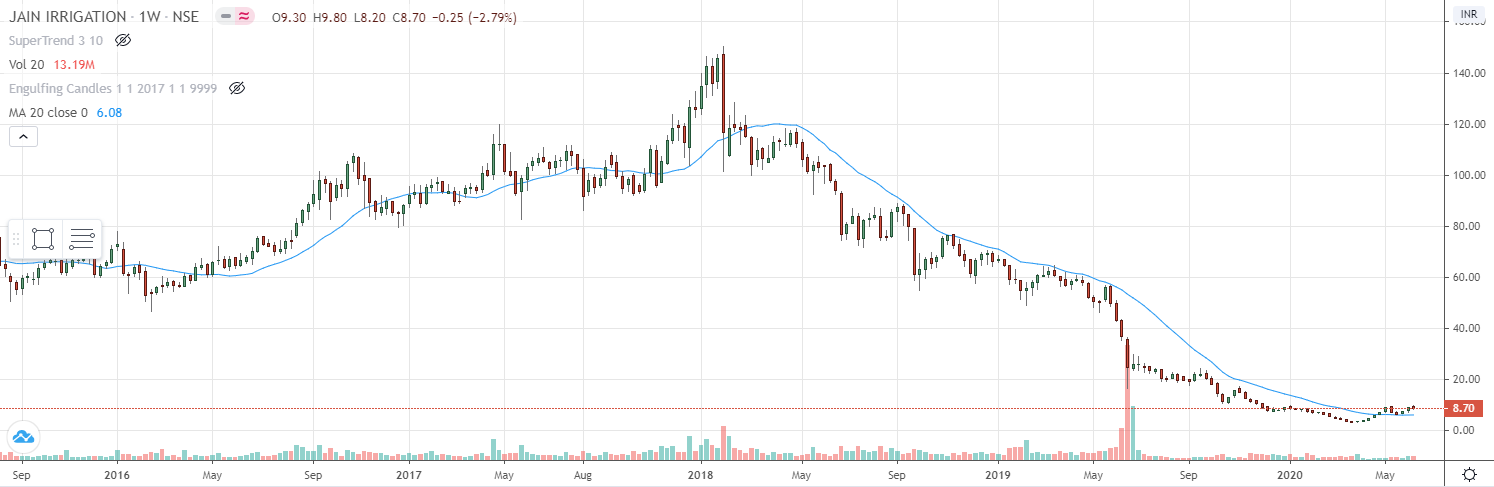 JAIN IRRIGATION · 1W · NSE O9.30 H9.80 L8.20 C8.70 −0.25 (−2.79%)
INR
SuperTrend 3 10
Vol 20 13.19M
Engulfing Candles 1 1 2017 1 1 9999
MA 20 close 0 6.08
160.00
140.00
120.00
100.00
80.00
60.00
40.00
20.00
8.70
0.00
Sep 2016 May Sep 2017 May Aug 2018 May Sep 2019 May Sep 2020 May